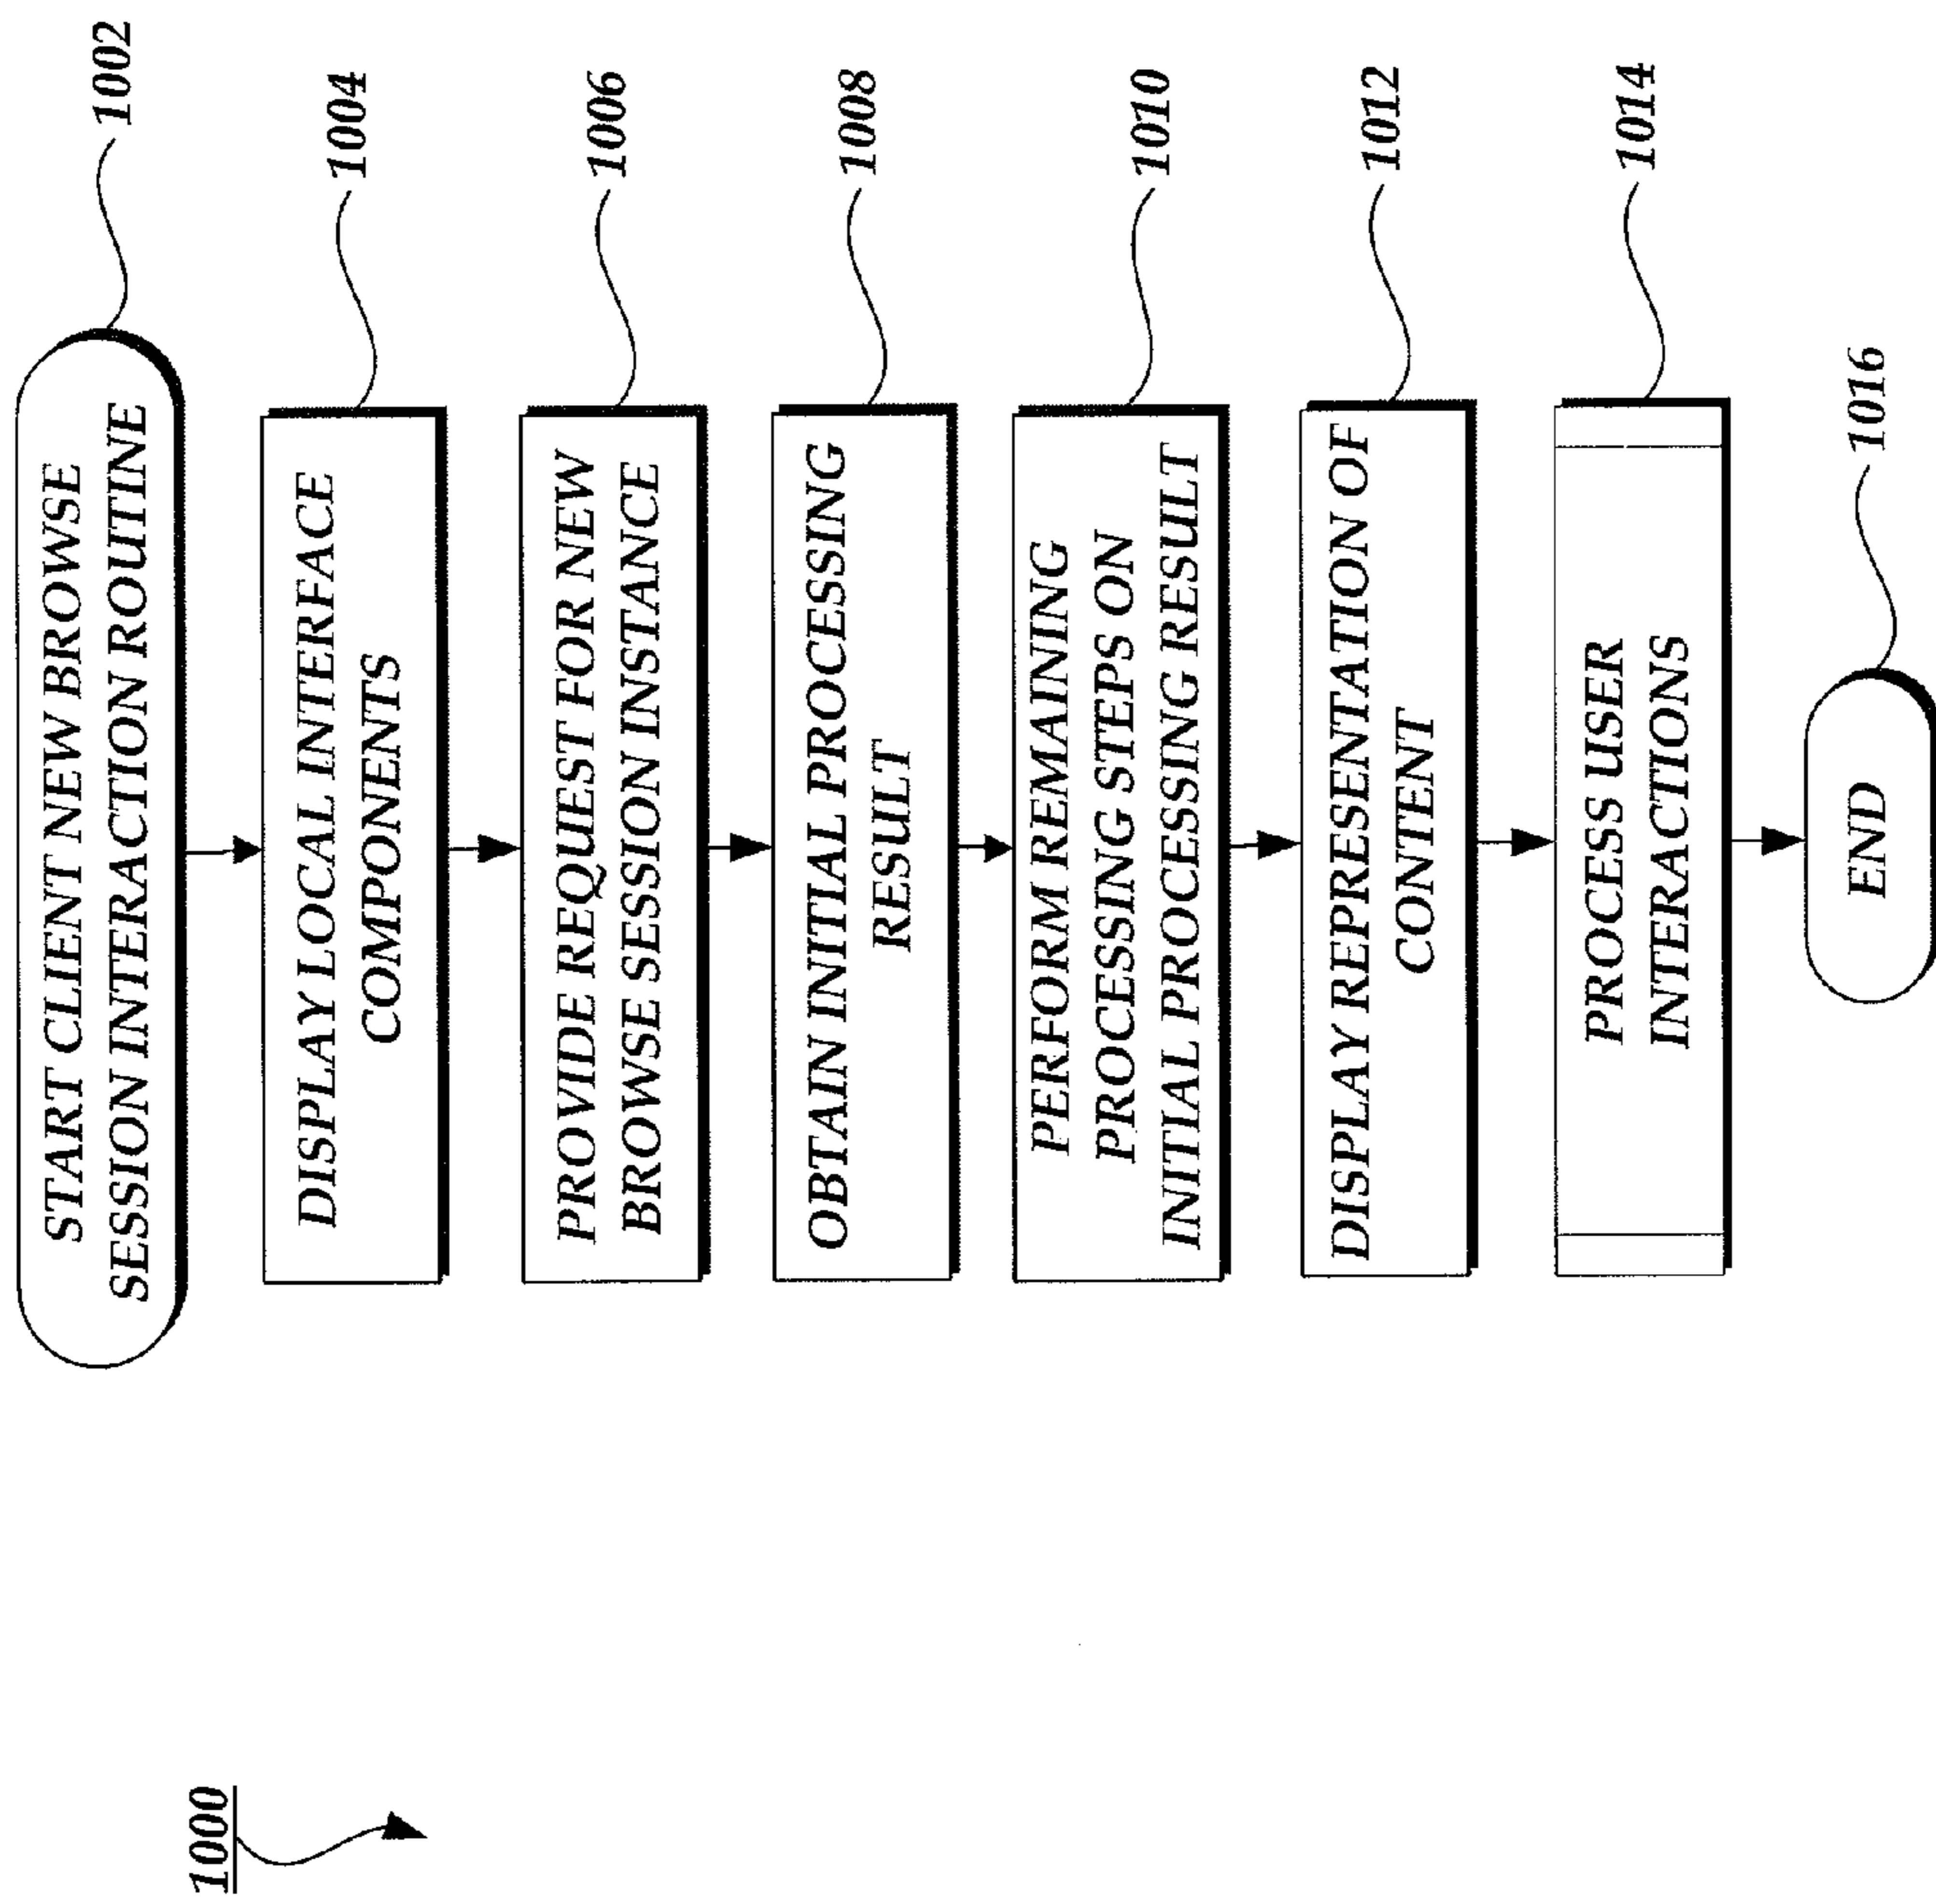 1000
START CLIENT NEW BROWSE
SESSION INTERACTION ROUTINE
1002
DISPLAY LOCAL INTERFACE
COMPONENTS
1004
PROVIDE REQUEST FOR NEW
BROWSE SESSION INSTANCE
1006
OBTAIN INITIAL PROCESSING
RESULT
1008
PERFORM REMAINING
PROCESSING STEPS ON
INITIAL PROCESSING RESULT
1010
DISPLAY REPRESENTATION OF
CONTENT
1012
PROCESS USER
INTERACTIONS
1014
END
1016